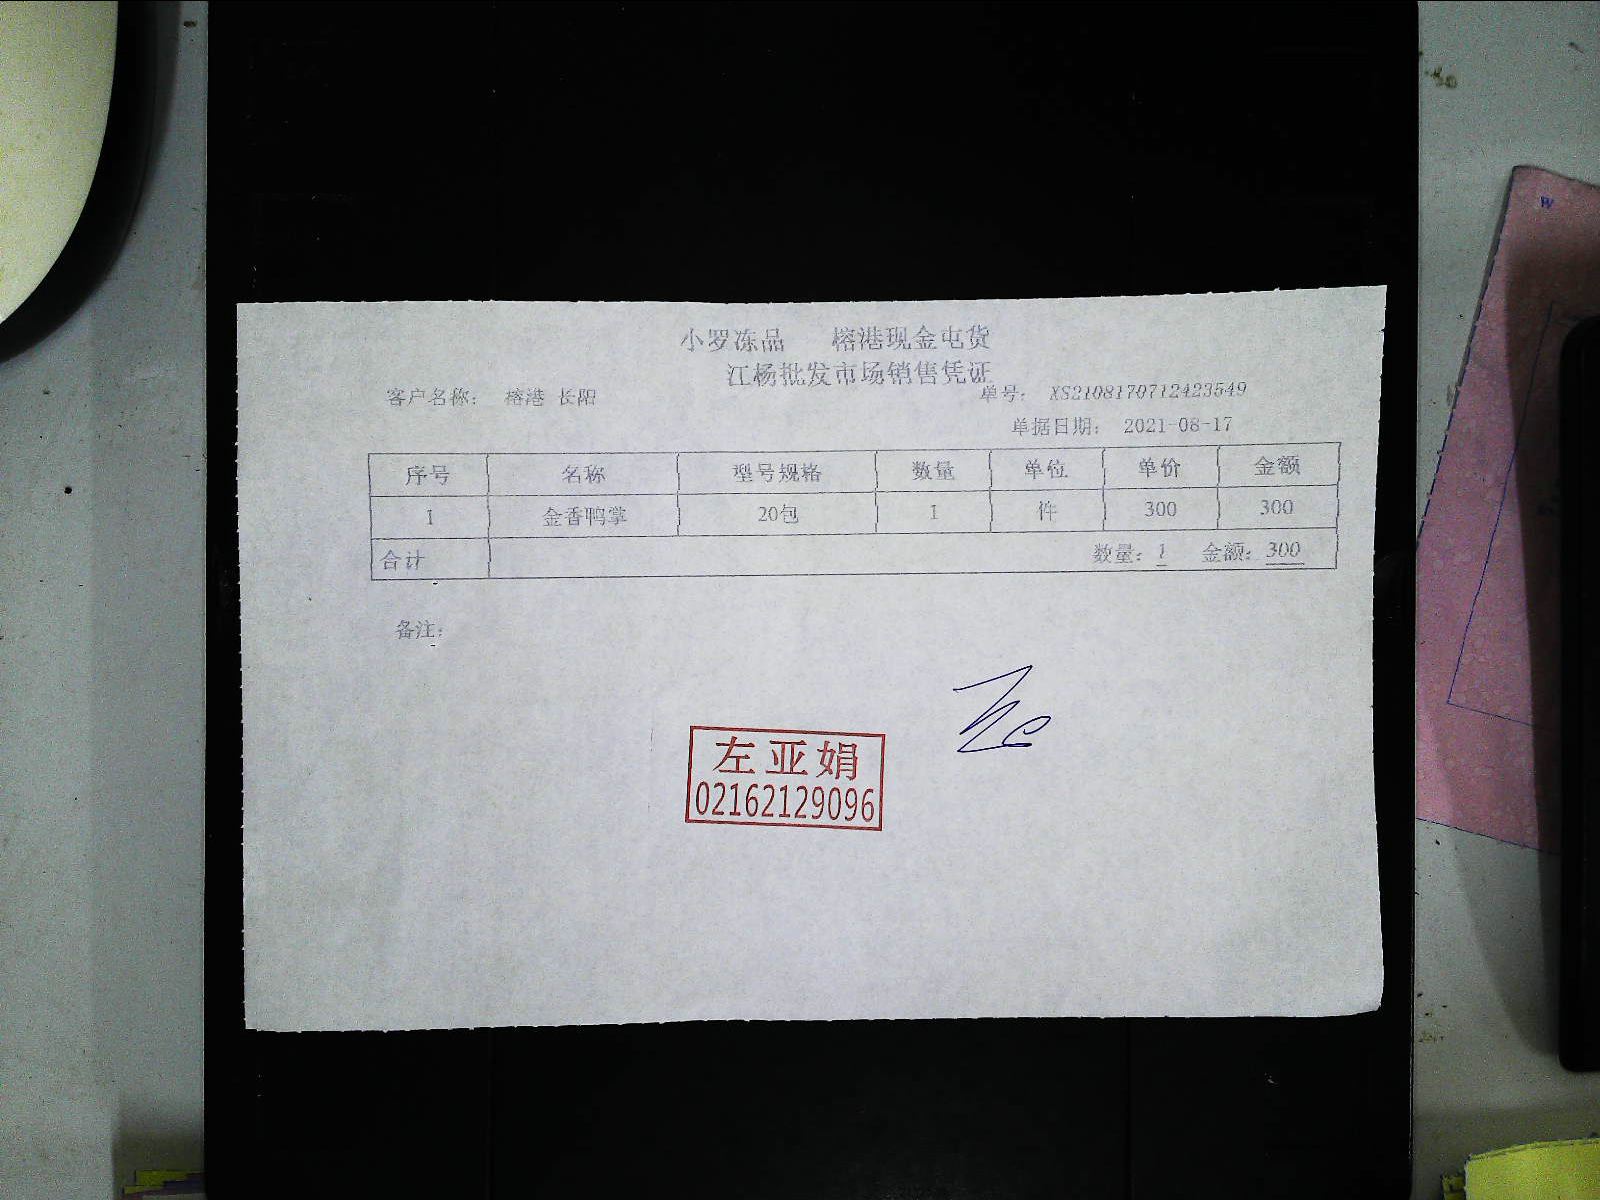 小罗冻品 榕港现金屯货
江杨批发市场销售凭证
客户名称： 榕港 长阳 单号： XS2108170712423549
单据日期： 2021-08-17
序号 名称 型号规格 数量 单位 单价 金额
1 金香鸭掌 20包 1 件 300 300
合计 数量：1 金额：300
备注：
左亚娟
02162129096
W